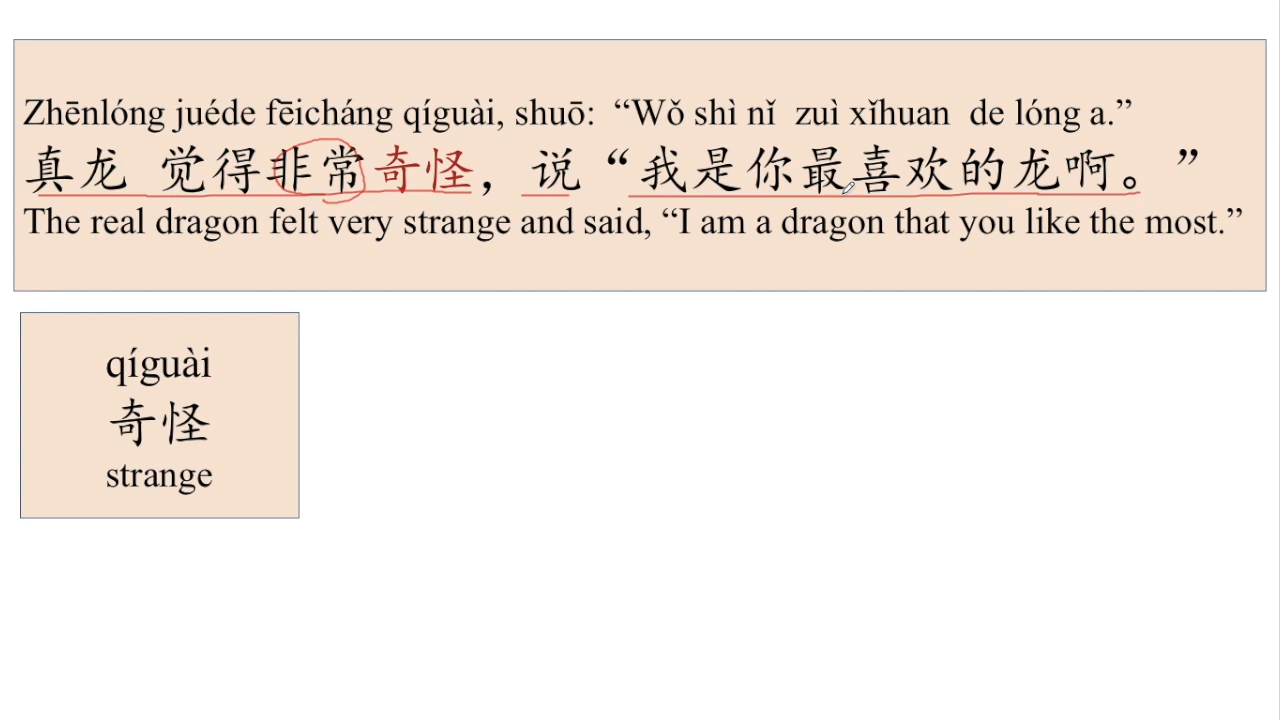 Zhēnlóng juéde fēicháng qíguài, shuō: “Wǒ shì nǐ zuì xǐhuan de lóng a.”
真龙 觉得非常奇怪，说“我是你最喜欢的龙啊。”
The real dragon felt very strange and said, “I am a dragon that you like the most.”
qíguài
奇怪
strange